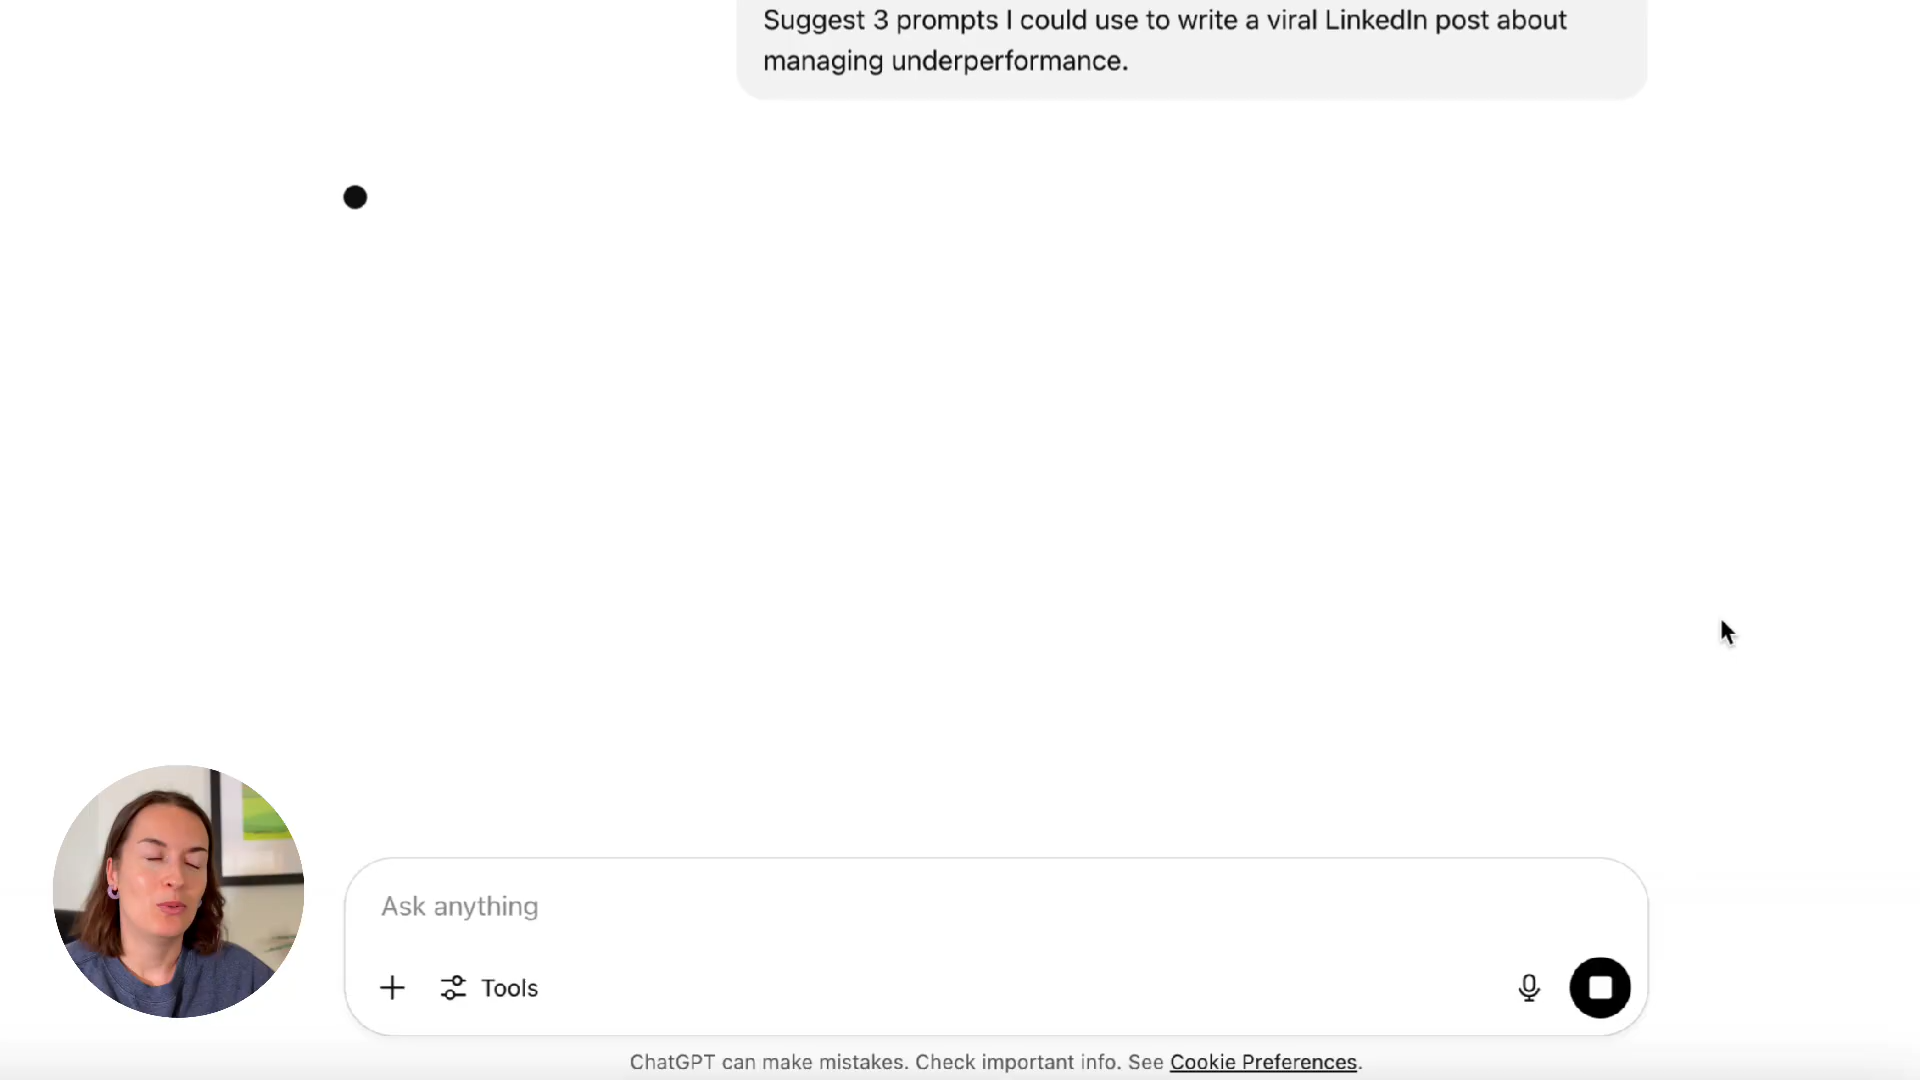 Suggest 3 prompts I could use to write a viral LinkedIn post about
managing underperformance.
Ask anything
Tools
ChatGPT can make mistakes. Check important info. See Cookie Preferences.